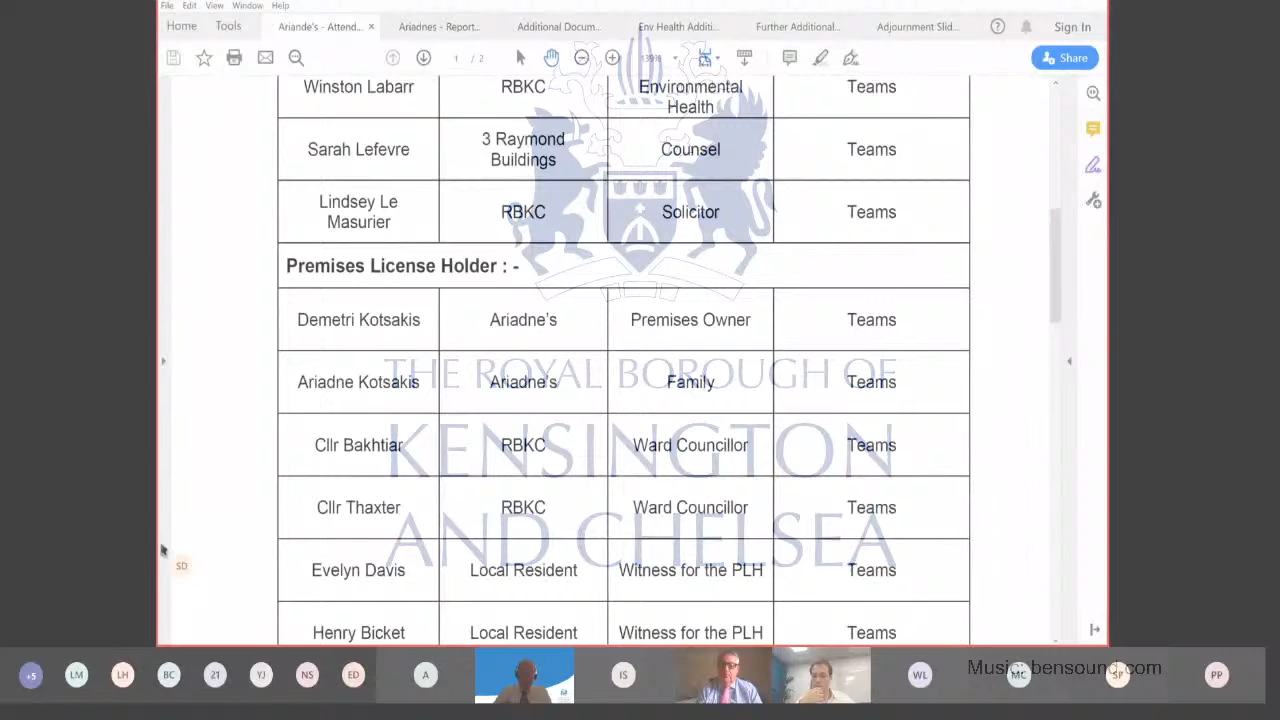 File Edit View Window Help
Home Tools Ariande's - Attend... × Ariadnes - Report... Additional Docum... Env Health Additi... Further Additional... Adjournment Slid... Sign In
1 / 2 Share
Winston Labarr RBKC Environmental Health Teams
Sarah Lefevre 3 Raymond Buildings Counsel Teams
Lindsey Le Masurier RBKC Solicitor Teams
Premises License Holder : -
Demetri Kotsakis Ariadne's Premises Owner Teams
Ariadne Kotsakis Ariadne's Family Teams
THE ROYAL BOROUGH OF
Cllr Bakhtiar RBKC Ward Councillor Teams
KENSINGTON
Cllr Thaxter RBKC Ward Councillor Teams
AND CHELSEA
Evelyn Davis Local Resident Witness for the PLH Teams
SD
Henry Bicket Local Resident Witness for the PLH Teams
+5 LM LH BC 21 YJ NS ED A IS WL MC SP PP
Music: bensound.com